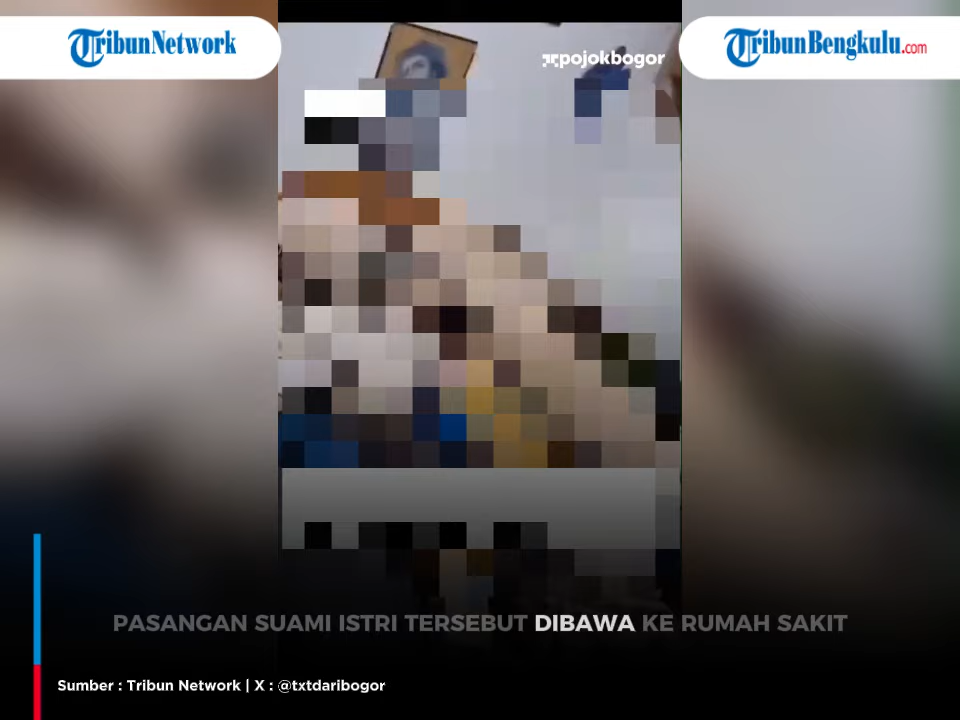 TribunNetwork
TribunBengkulu.com
pojokbogor
PASANGAN SUAMI ISTRI TERSEBUT DIBAWA KE RUMAH SAKIT
Sumber : Tribun Network | X : @txtdaribogor